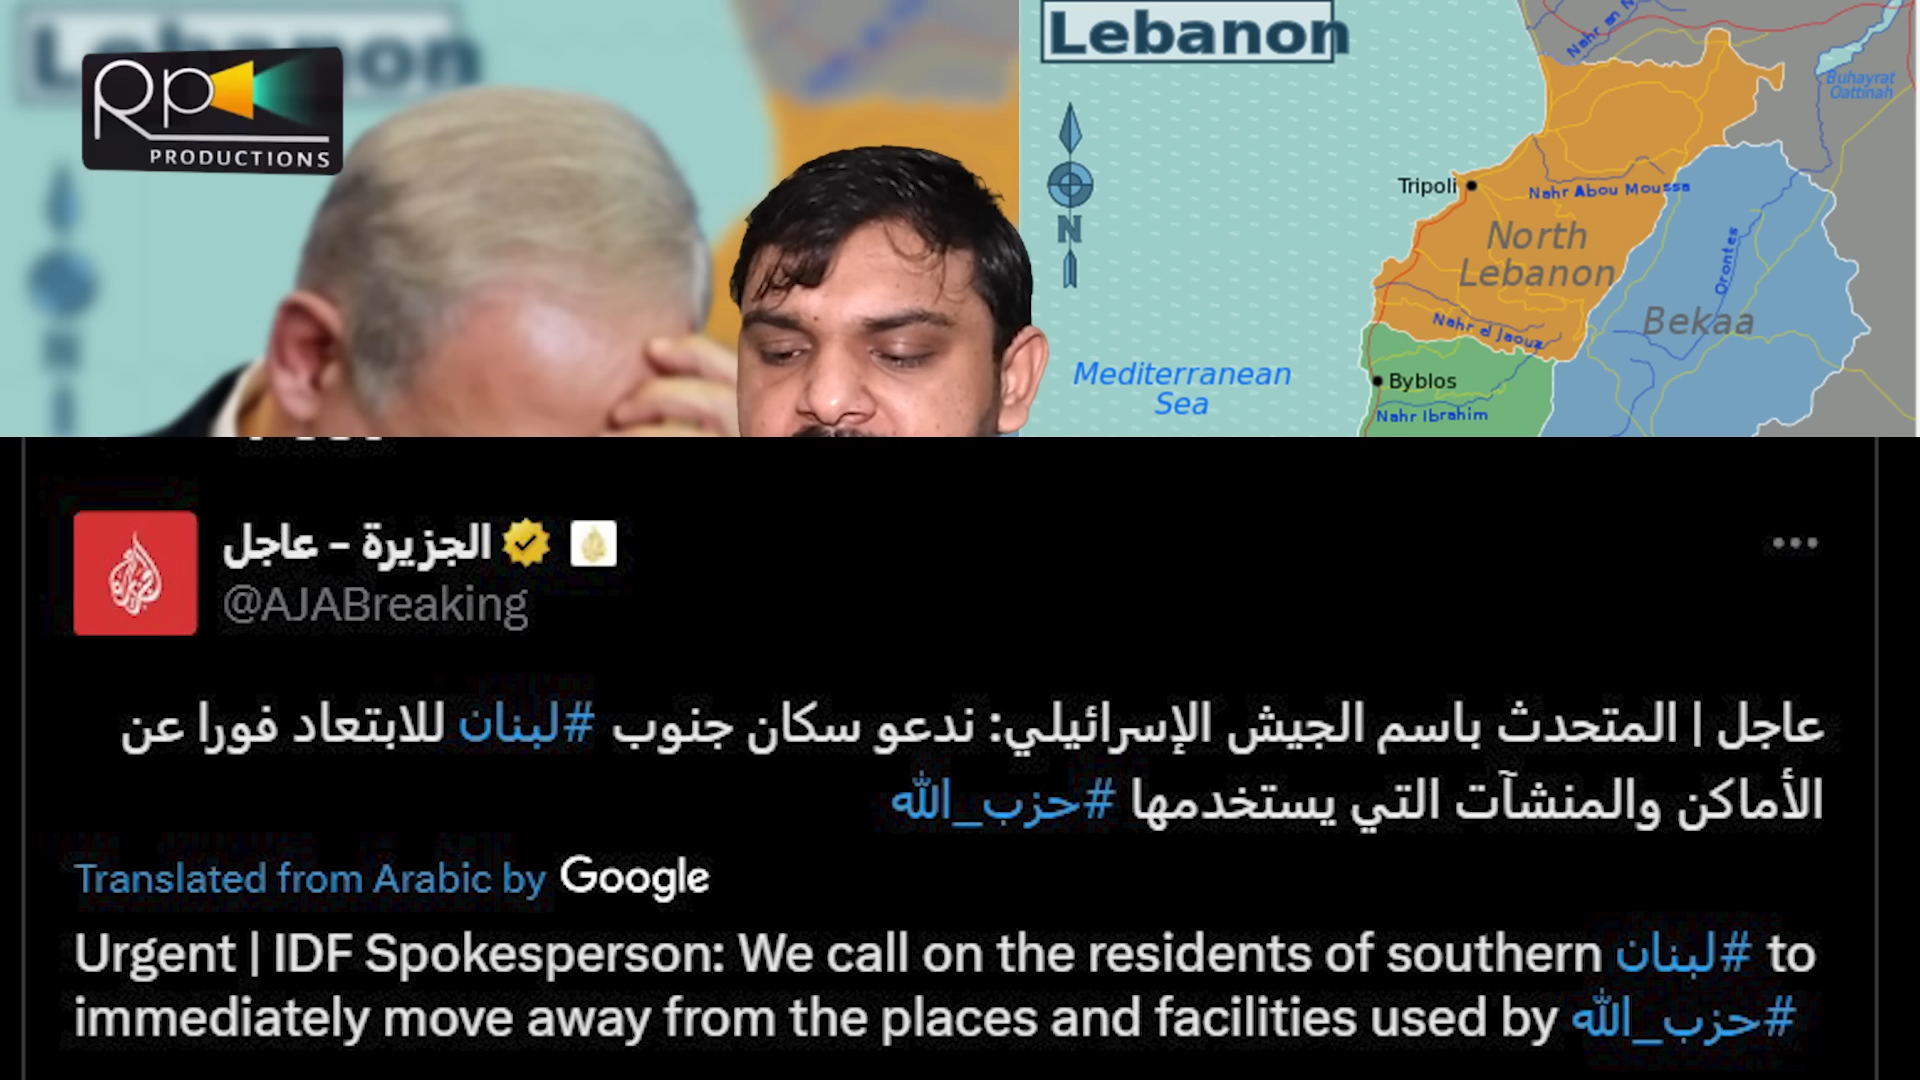 Lebanon
Rp
PRODUCTIONS
Lebanon
Nahr an N
Buhayrat
Qattinah
N
Tripoli
Nahr Abou Moussa
North
Lebanon
Orontes
Bekaa
Nahr el Jaouz
Mediterranean
Sea
Byblos
Nahr Ibrahim
الجزيرة - عاجل
@AJABreaking
عاجل | المتحدث باسم الجيش الإسرائيلي: ندعو سكان جنوب #لبنان للابتعاد فورا عن
الأماكن والمنشآت التي يستخدمها #حزب_الله
Translated from Arabic by Google
Urgent | IDF Spokesperson: We call on the residents of southern #لبنان to
immediately move away from the places and facilities used by #حزب_الله